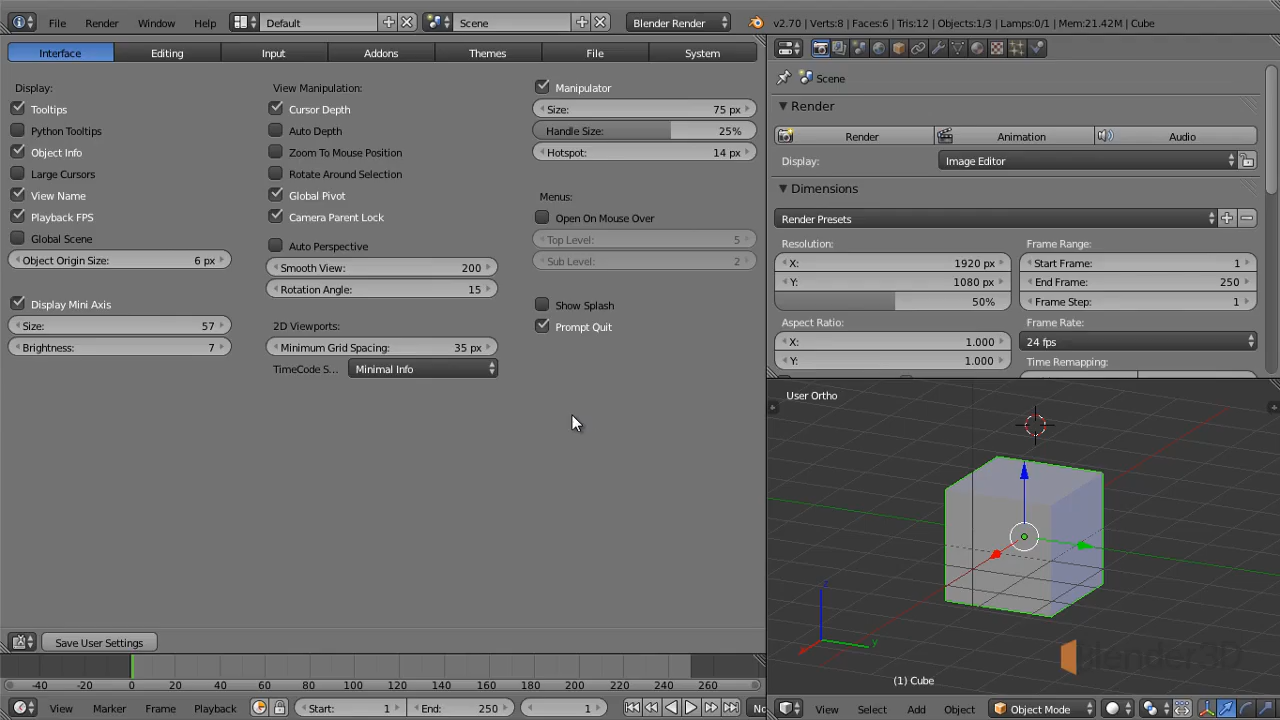 File Render Window Help Default Scene Blender Render v2.70 | Verts:8 | Faces:6 | Tris:12 | Objects:1/3 | Lamps:0/1 | Mem:21.42M | Cube
Interface Editing Input Addons Themes File System
Display:
Tooltips
Python Tooltips
Object Info
Large Cursors
View Name
Playback FPS
Global Scene
Object Origin Size: 6 px
Display Mini Axis
Size: 57
Brightness: 7
View Manipulation:
Cursor Depth
Auto Depth
Zoom To Mouse Position
Rotate Around Selection
Global Pivot
Camera Parent Lock
Auto Perspective
Smooth View: 200
Rotation Angle: 15
2D Viewports:
Minimum Grid Spacing: 35 px
TimeCode S... Minimal Info
Manipulator
Size: 75 px
Handle Size: 25%
Hotspot: 14 px
Menus:
Open On Mouse Over
Top Level: 5
Sub Level: 2
Show Splash
Prompt Quit
Save User Settings
-40 -20 0 20 40 60 80 100 120 140 160 180 200 220 240 260
View Marker Frame Playback Start: 1 End: 250 1 No
Scene
Render
Render Animation Audio
Display: Image Editor
Dimensions
Render Presets
Resolution:
X: 1920 px
Y: 1080 px
50%
Aspect Ratio:
X: 1.000
Y: 1.000
Frame Range:
Start Frame: 1
End Frame: 250
Frame Step: 1
Frame Rate:
24 fps
Time Remapping:
User Ortho
z
y
Blender3D
(1) Cube
View Select Add Object Object Mode